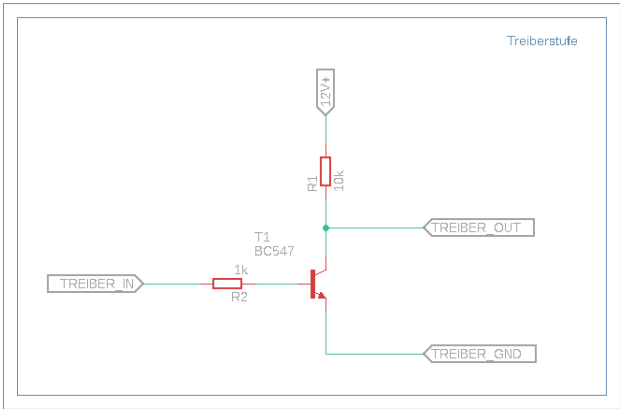 Treiberstufe
12V+
R1
10k
TREIBER_OUT
T1
BC547
1k
TREIBER_IN
R2
TREIBER_GND